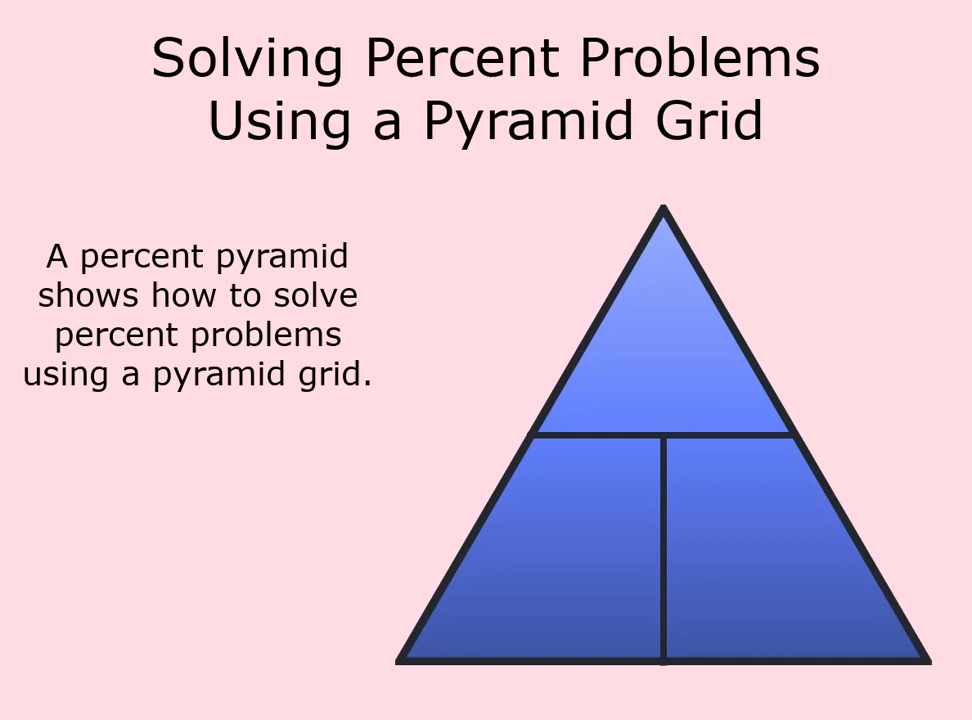 Solving Percent Problems
Using a Pyramid Grid
A percent pyramid
shows how to solve
percent problems
using a pyramid grid.